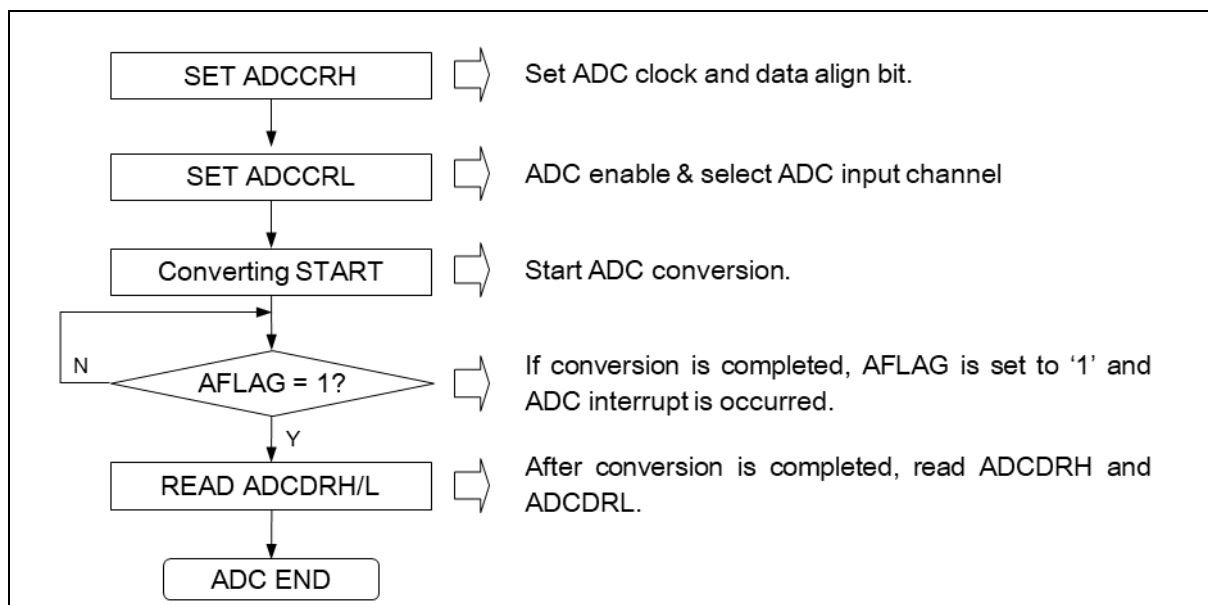 SET ADCCRH
Set ADC clock and data align bit.
SET ADCCRL
ADC enable & select ADC input channel
Converting START
Start ADC conversion.
N
AFLAG = 1?
If conversion is completed, AFLAG is set to ‘1’ and
ADC interrupt is occurred.
Y
READ ADCDRH/L
After conversion is completed, read ADCDRH and
ADCDRL.
ADC END